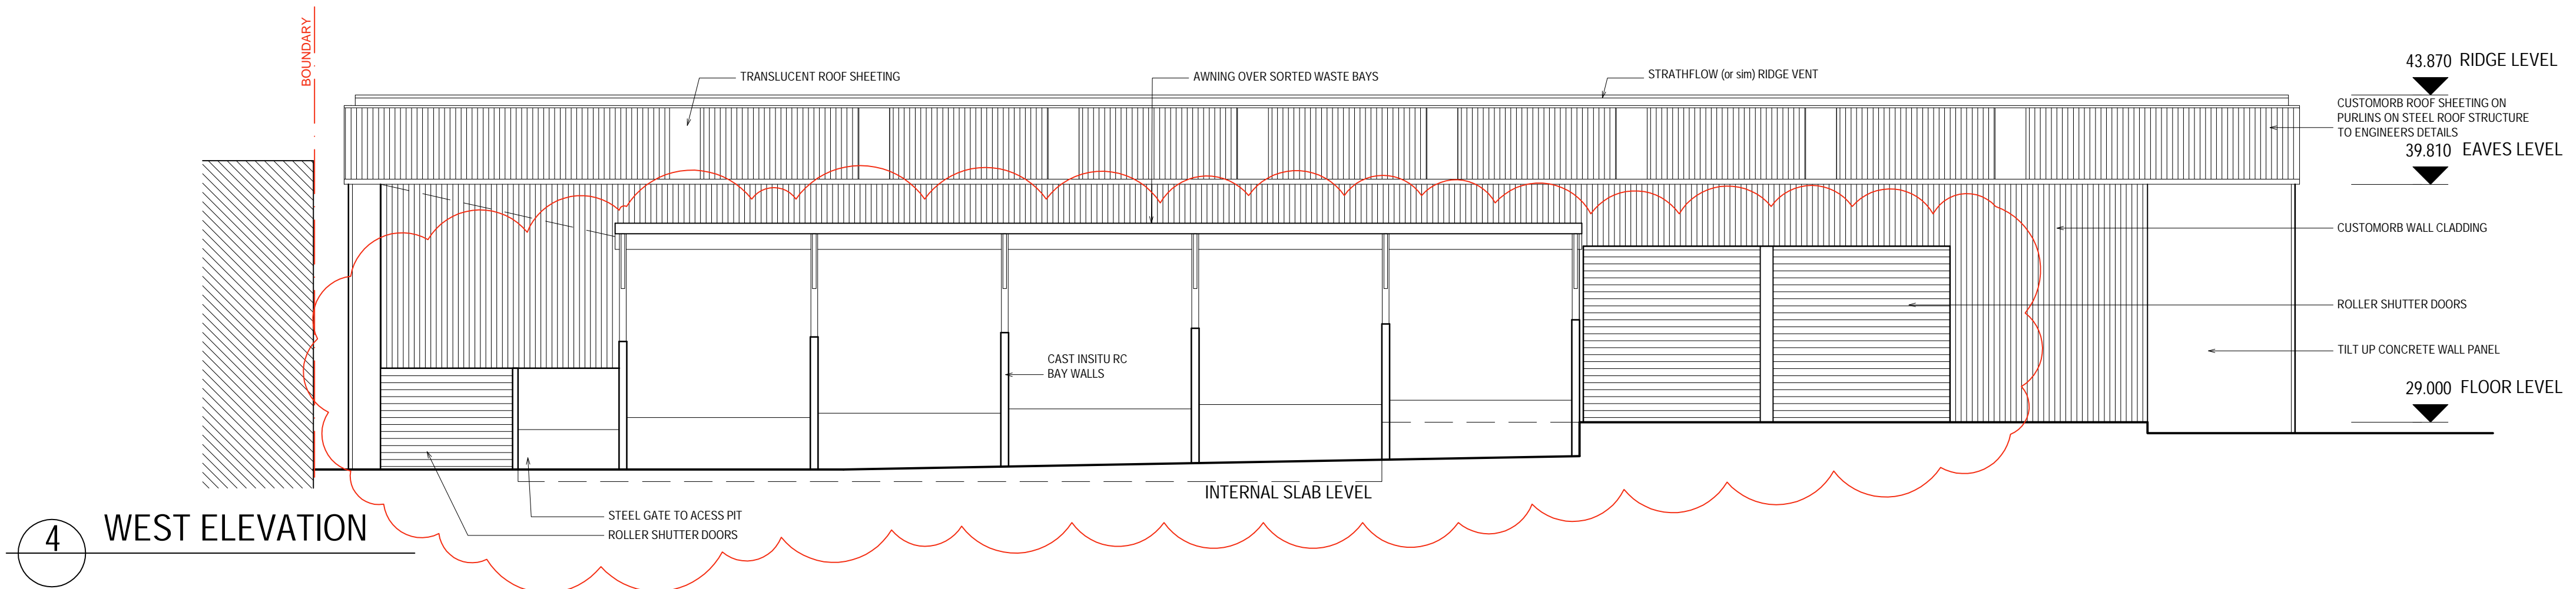 BOUNDARY
TRANSLUCENT ROOF SHEETING
AWNING OVER SORTED WASTE BAYS
STRATHFLOW (or sim) RIDGE VENT
43.870 RIDGE LEVEL
CUSTOMORB ROOF SHEETING ON
PURLINS ON STEEL ROOF STRUCTURE
TO ENGINEERS DETAILS
39.810 EAVES LEVEL
CUSTOMORB WALL CLADDING
ROLLER SHUTTER DOORS
TILT UP CONCRETE WALL PANEL
CAST INSITU RC
BAY WALLS
29.000 FLOOR LEVEL
INTERNAL SLAB LEVEL
STEEL GATE TO ACESS PIT
ROLLER SHUTTER DOORS
4 WEST ELEVATION